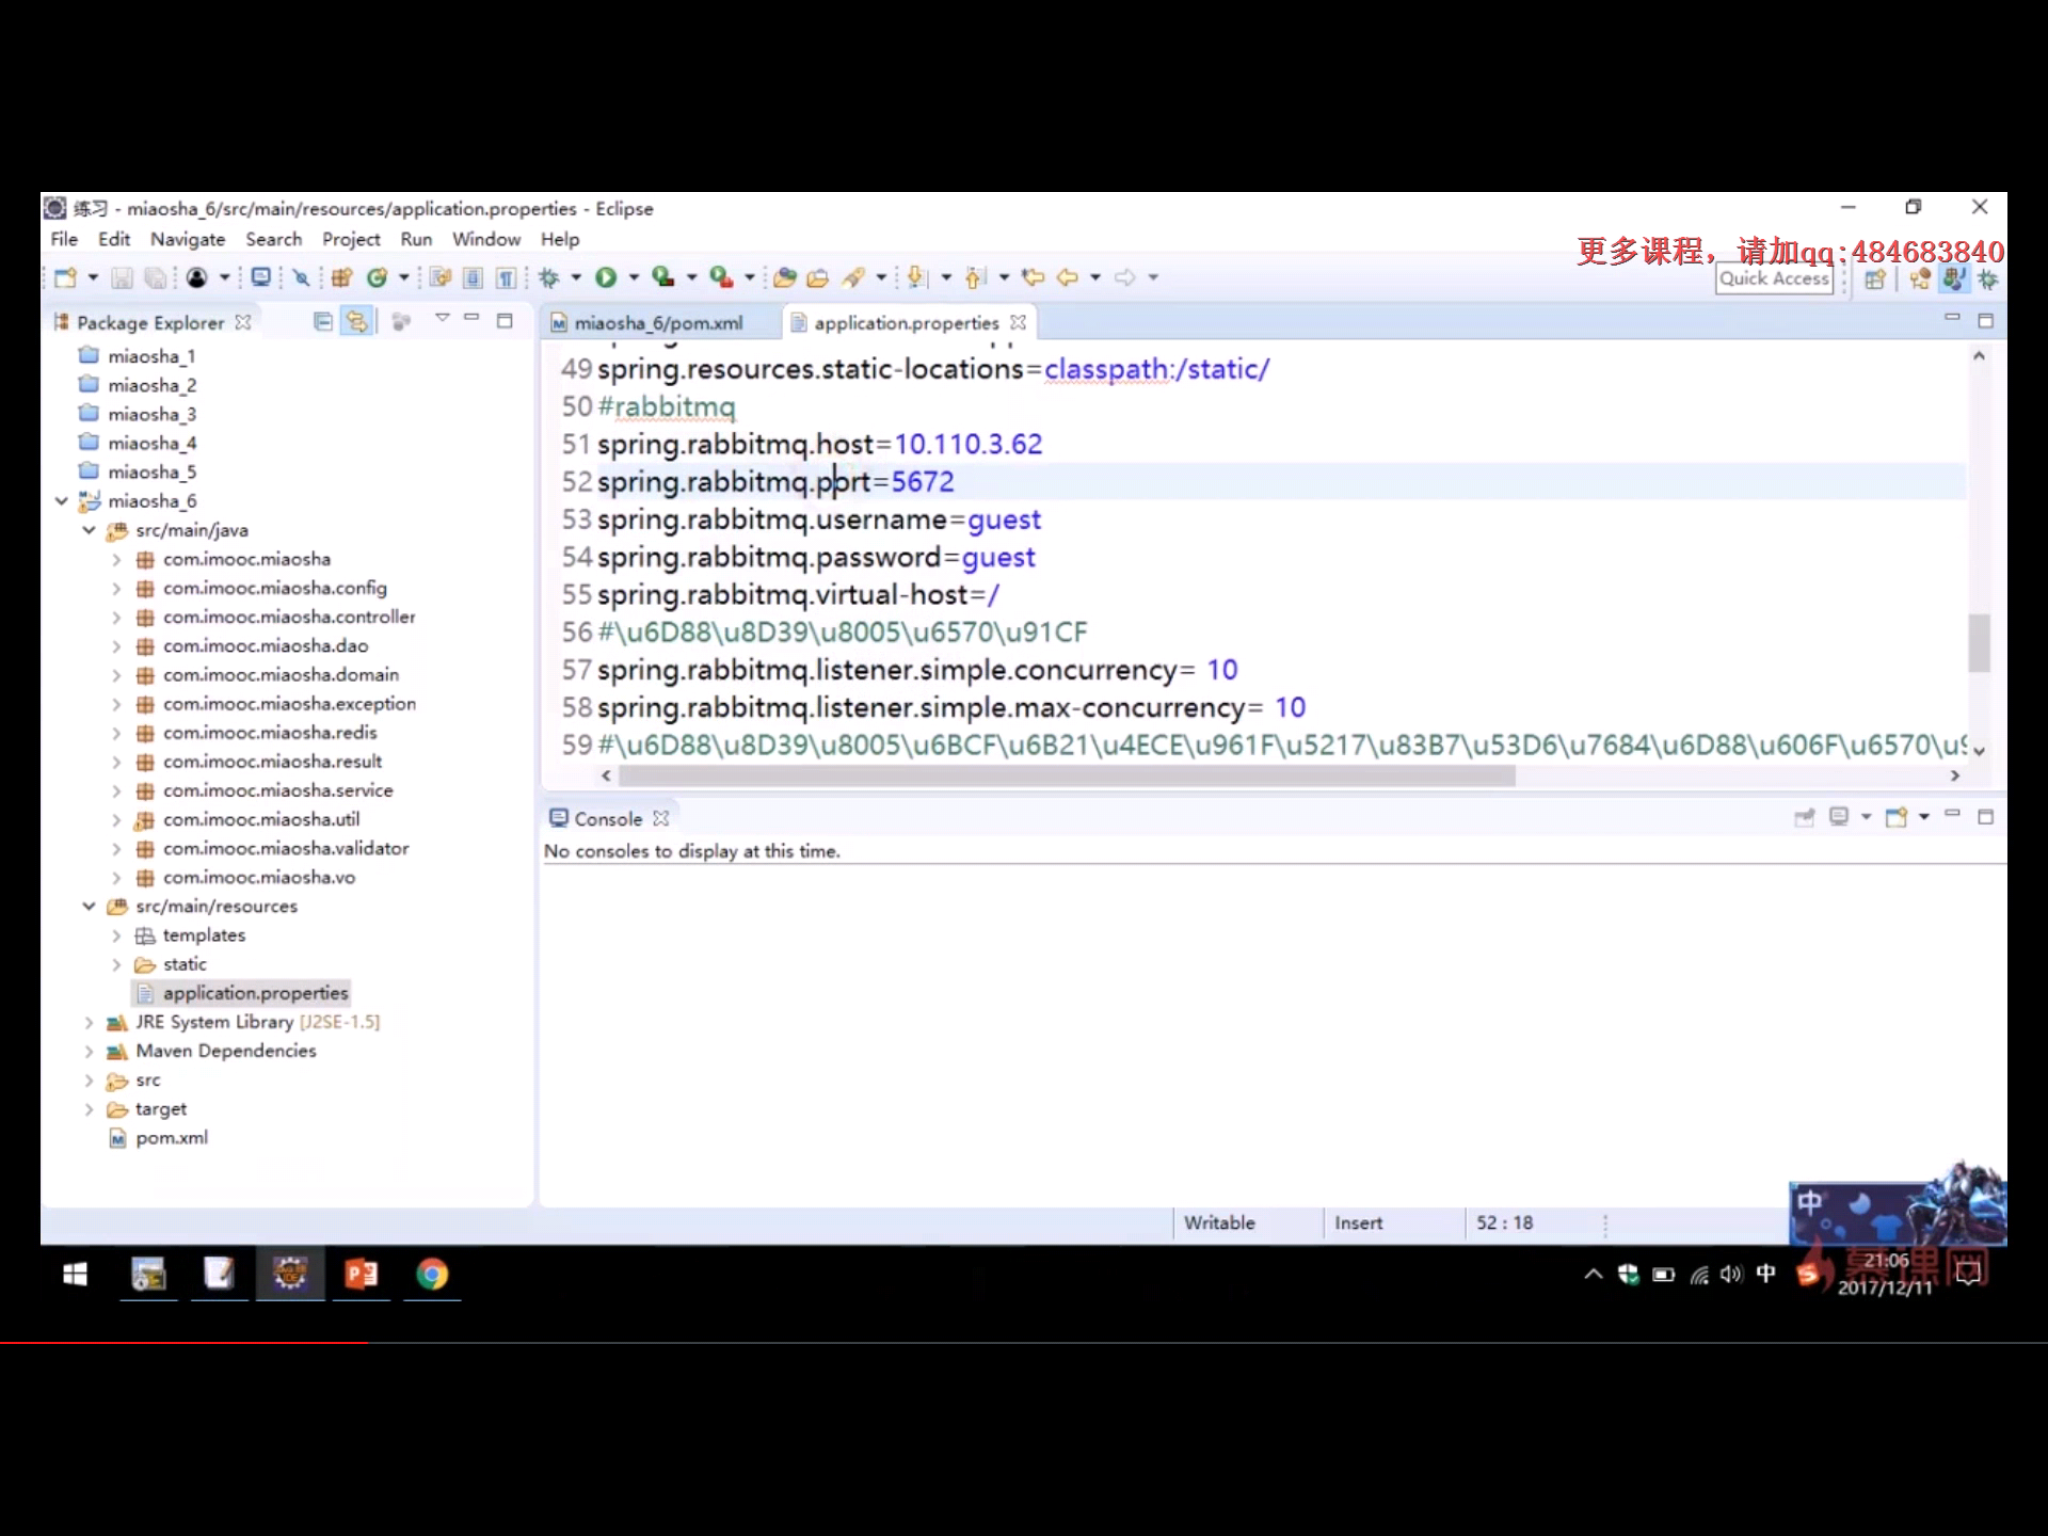 练习 - miaosha_6/src/main/resources/application.properties - Eclipse
File Edit Navigate Search Project Run Window Help
更多课程，请加qq:484683840
Quick Access
Package Explorer
miaosha_6/pom.xml
application.properties
miaosha_1
miaosha_2
miaosha_3
miaosha_4
miaosha_5
miaosha_6
src/main/java
com.imooc.miaosha
com.imooc.miaosha.config
com.imooc.miaosha.controller
com.imooc.miaosha.dao
com.imooc.miaosha.domain
com.imooc.miaosha.exception
com.imooc.miaosha.redis
com.imooc.miaosha.result
com.imooc.miaosha.service
com.imooc.miaosha.util
com.imooc.miaosha.validator
com.imooc.miaosha.vo
src/main/resources
templates
static
application.properties
JRE System Library [J2SE-1.5]
Maven Dependencies
src
target
pom.xml
49 spring.resources.static-locations=classpath:/static/
50 #rabbitmq
51 spring.rabbitmq.host=10.110.3.62
52 spring.rabbitmq.port=5672
53 spring.rabbitmq.username=guest
54 spring.rabbitmq.password=guest
55 spring.rabbitmq.virtual-host=/
56 #\u6D88\u8D39\u8005\u6570\u91CF
57 spring.rabbitmq.listener.simple.concurrency= 10
58 spring.rabbitmq.listener.simple.max-concurrency= 10
59 #\u6D88\u8D39\u8005\u6BCF\u6B21\u4ECE\u961F\u5217\u83B7\u53D6\u7684\u6D88\u606F\u6570\u9
Console
No consoles to display at this time.
Writable Insert 52 : 18
中
中
慕课网
21:06
2017/12/11